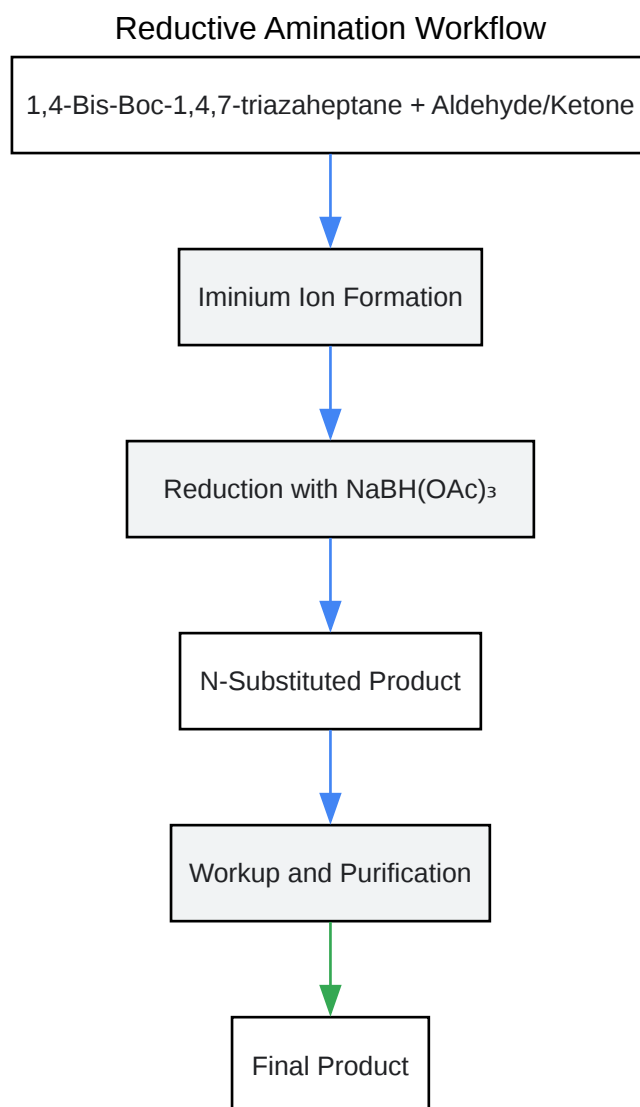 Reductive Amination Workflow
1,4-Bis-Boc-1,4,7-triazaheptane + Aldehyde/Ketone
Iminium Ion Formation
Reduction with NaBH(OAc)₃
N-Substituted Product
Workup and Purification
Final Product